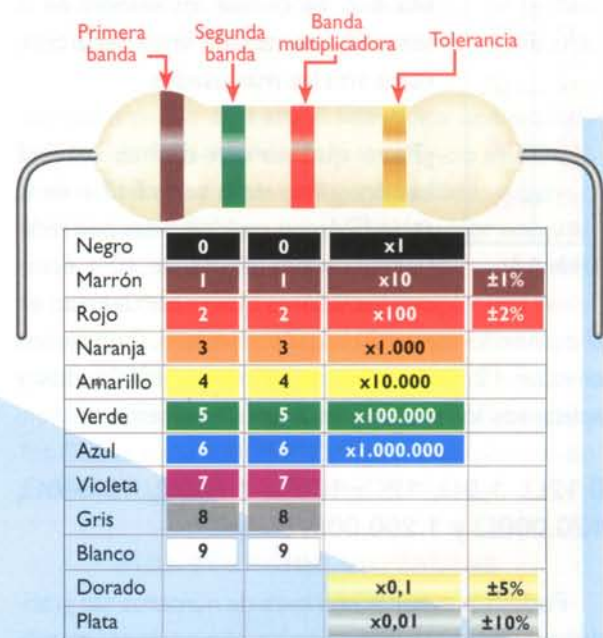 Primera banda
Segunda banda
Banda multiplicadora
Tolerancia
Negro 0 0 x1
Marrón 1 1 x10 ±1%
Rojo 2 2 x100 ±2%
Naranja 3 3 x1.000
Amarillo 4 4 x10.000
Verde 5 5 x100.000
Azul 6 6 x1.000.000
Violeta 7 7
Gris 8 8
Blanco 9 9
Dorado x0,1 ±5%
Plata x0,01 ±10%